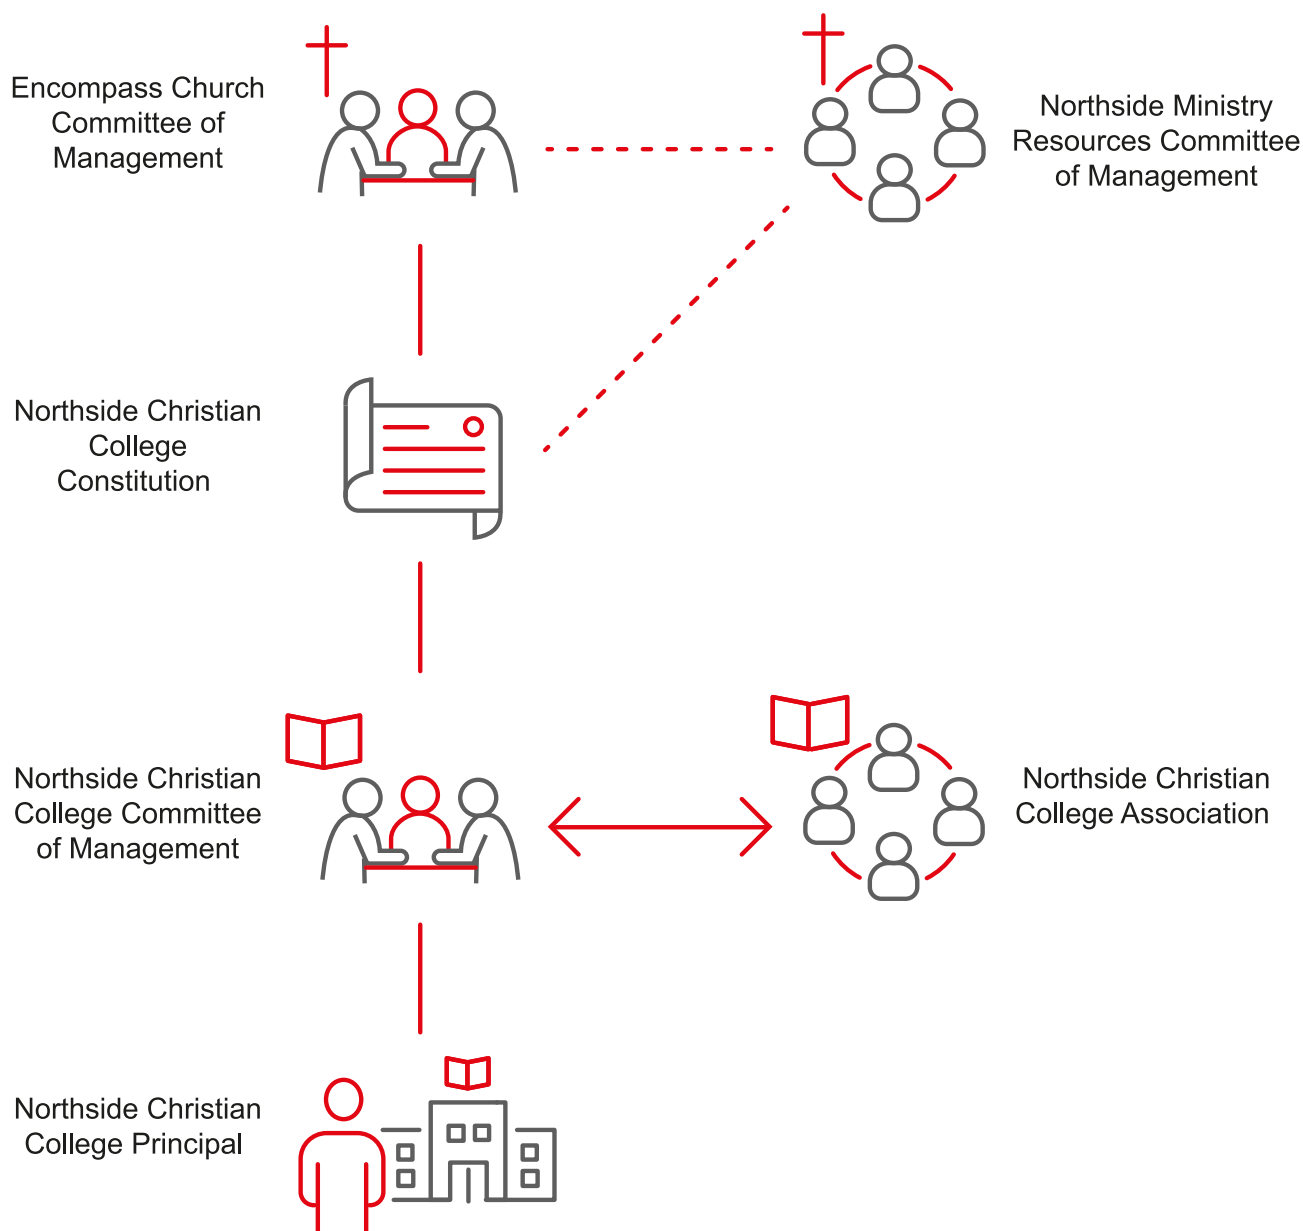 Encompass Church
Committee of
Management
Northside Ministry
Resources Committee
of Management
Northside Christian
College
Constitution
Northside Christian
College Committee
of Management
Northside Christian
College Association
Northside Christian
College Principal